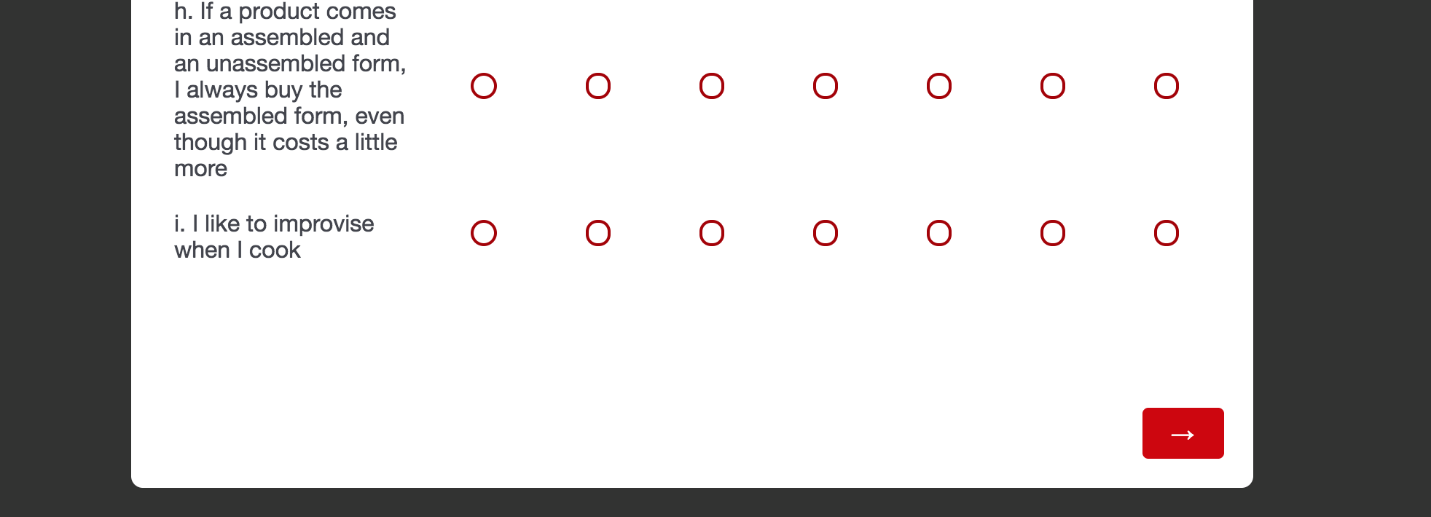 h. If a product comes
in an assembled and
an unassembled form,
I always buy the
assembled form, even
though it costs a little
more
i. I like to improvise
when I cook
→